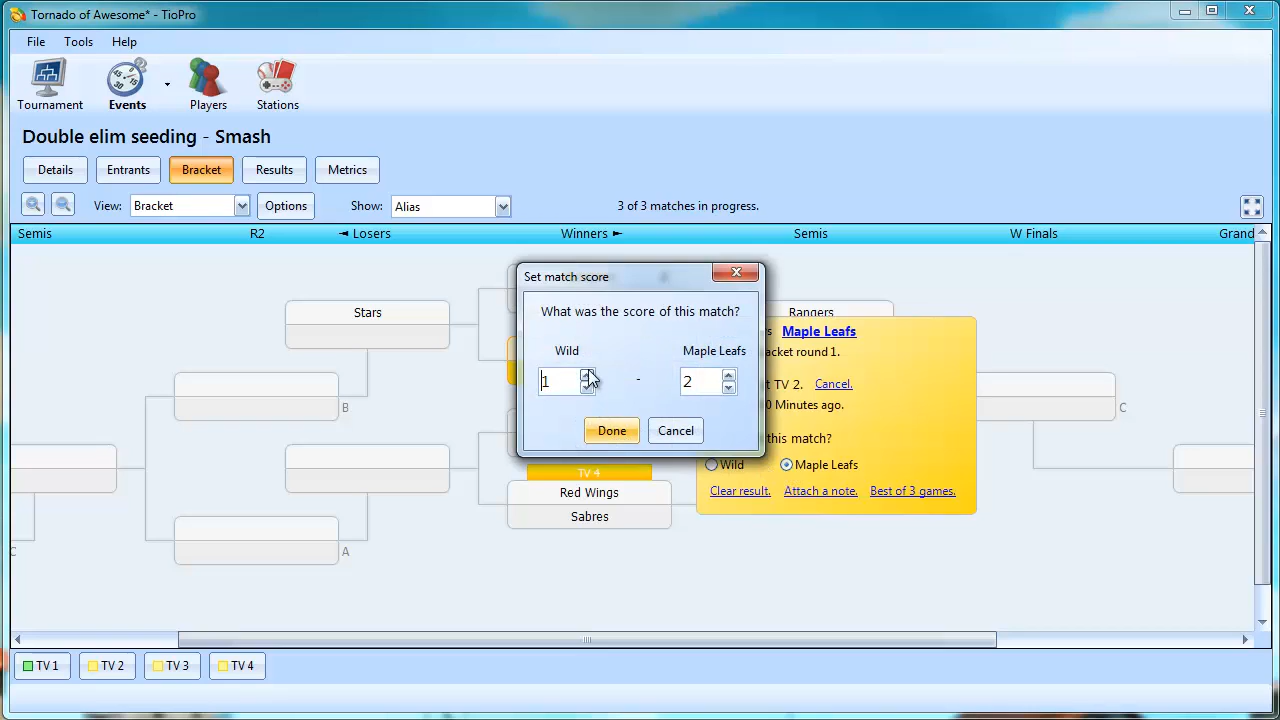 Tornado of Awesome* - TioPro
File Tools Help
Tournament Events Players Stations
Double elim seeding - Smash
Details Entrants Bracket Results Metrics
View: Bracket Options Show: Alias 3 of 3 matches in progress.
Semis R2 ◄ Losers Winners ► Semis W Finals Grand
Set match score
What was the score of this match?
Wild Maple Leafs
1 - 2
Done Cancel
Stars
Rangers
Maple Leafs
acket round 1.
t TV 2. Cancel.
0 Minutes ago.
this match?
Wild Maple Leafs
Clear result. Attach a note. Best of 3 games.
B
C
TV 4
Red Wings
Sabres
C
A
TV 1 TV 2 TV 3 TV 4